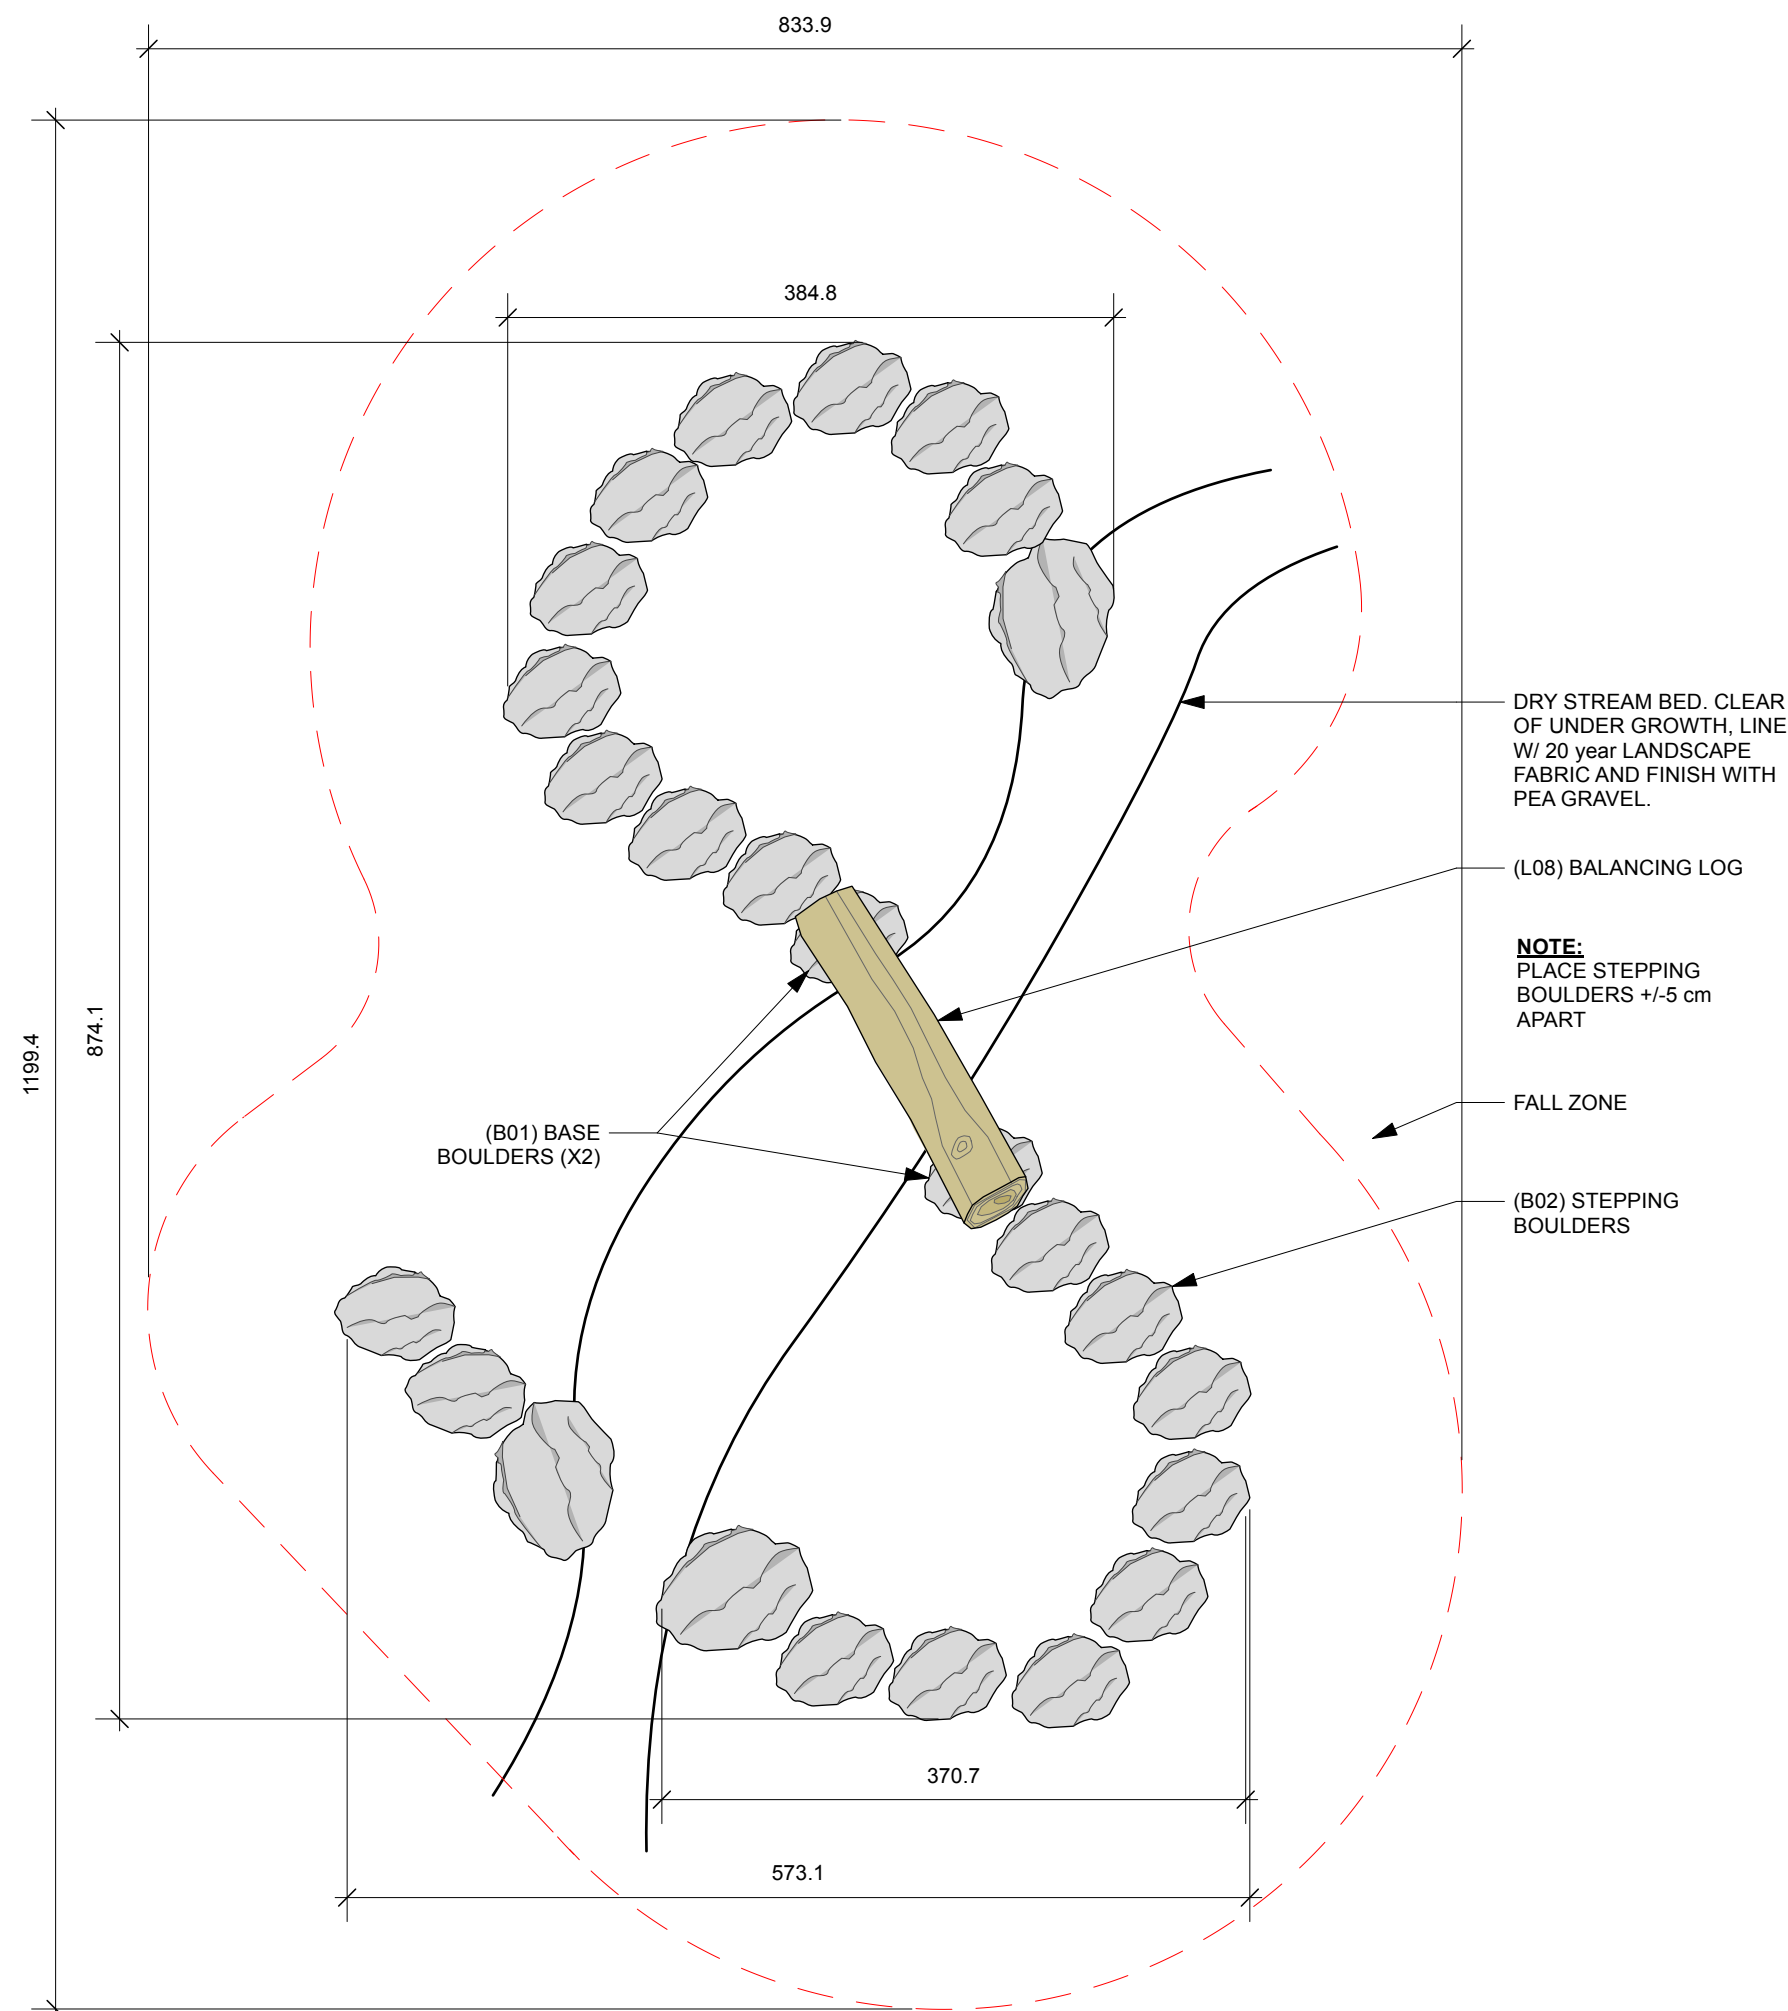 833.9
384.8
DRY STREAM BED. CLEAR
OF UNDER GROWTH, LINE
W/ 20 year LANDSCAPE
FABRIC AND FINISH WITH
PEA GRAVEL.
(L08) BALANCING LOG
NOTE:
PLACE STEPPING
BOULDERS +/-5 cm
APART
874.1
1199.4
(B01) BASE
BOULDERS (X2)
FALL ZONE
(B02) STEPPING
BOULDERS
370.7
573.1